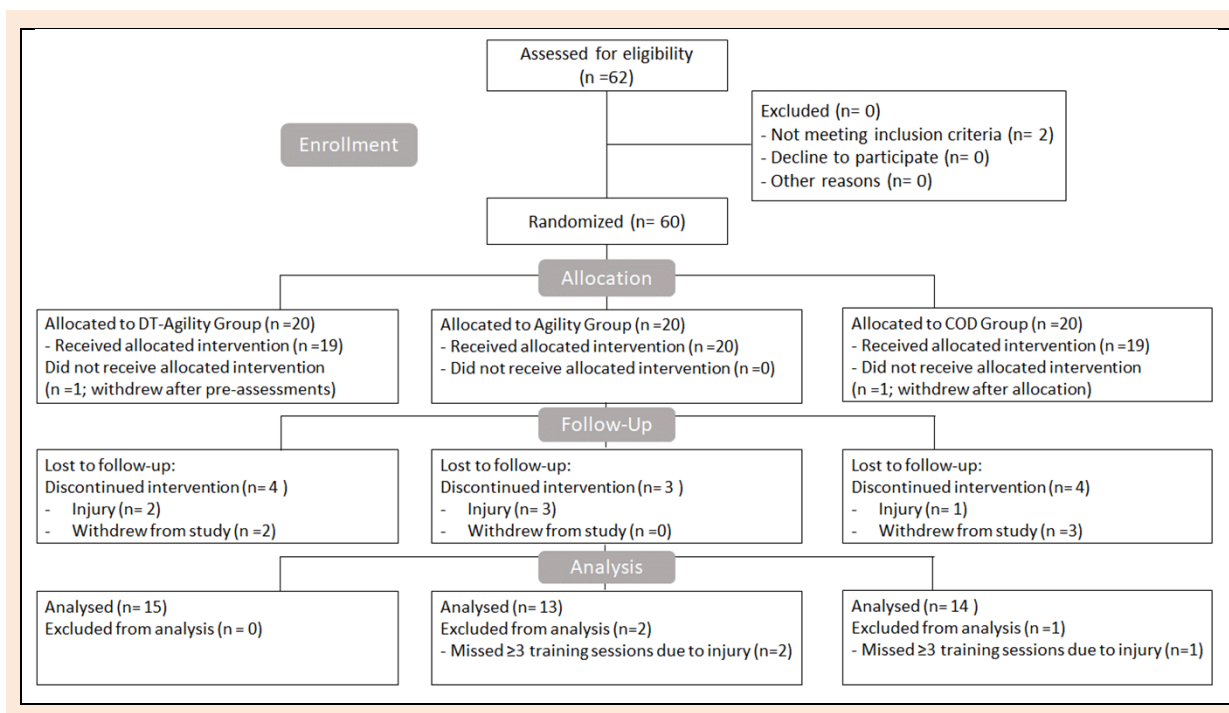 Assessed for eligibility
(n =62)
Excluded (n= 0)
- Not meeting inclusion criteria (n= 2)
- Decline to participate (n= 0)
- Other reasons (n= 0)
Enrollment
Randomized (n= 60)
Allocation
Allocated to DT-Agility Group (n =20)
- Received allocated intervention (n =19)
Did not receive allocated intervention
(n =1; withdrew after pre-assessments)
Allocated to Agility Group (n =20)
- Received allocated intervention (n =20)
- Did not receive allocated intervention (n =0)
Allocated to COD Group (n =20)
- Received allocated intervention (n =19)
- Did not receive allocated intervention
(n =1; withdrew after allocation)
Follow-Up
Lost to follow-up:
Discontinued intervention (n= 4 )
- Injury (n= 2)
- Withdrew from study (n =2)
Lost to follow-up:
Discontinued intervention (n= 3 )
- Injury (n= 3)
- Withdrew from study (n =0)
Lost to follow-up:
Discontinued intervention (n= 4)
- Injury (n= 1)
- Withdrew from study (n =3)
Analysis
Analysed (n= 15)
Excluded from analysis (n = 0)
Analysed (n= 13)
Excluded from analysis (n=2)
- Missed ≥3 training sessions due to injury (n=2)
Analysed (n= 14 )
Excluded from analysis (n =1)
- Missed ≥3 training sessions due to injury (n=1)